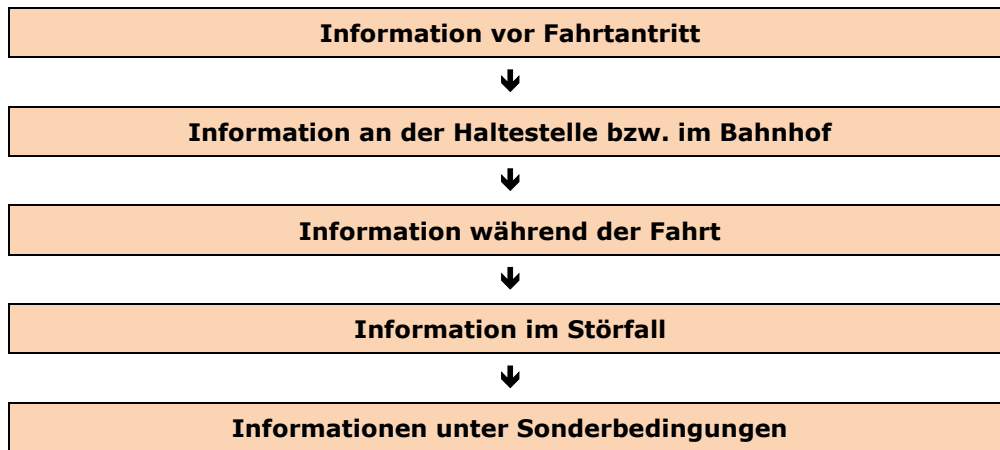 Information vor Fahrtantritt
Information an der Haltestelle bzw. im Bahnhof
Information während der Fahrt
Information im Störfall
Informationen unter Sonderbedingungen